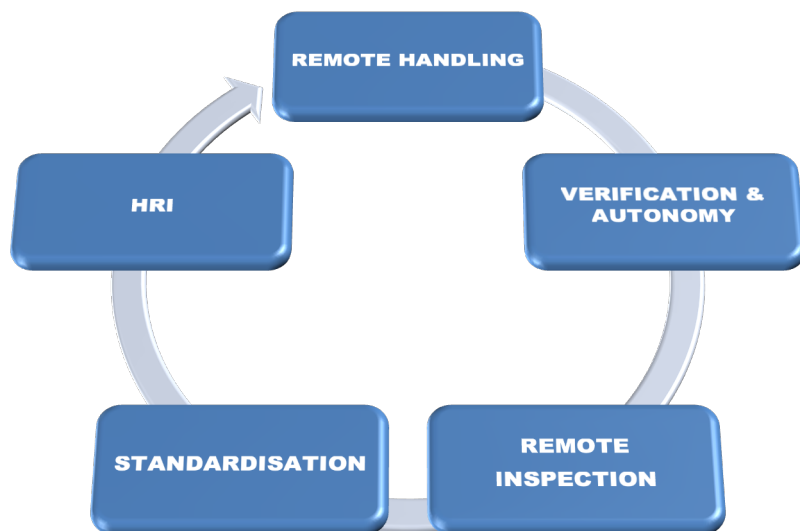 REMOTE HANDLING
VERIFICATION &
AUTONOMY
REMOTE
INSPECTION
STANDARDISATION
HRI